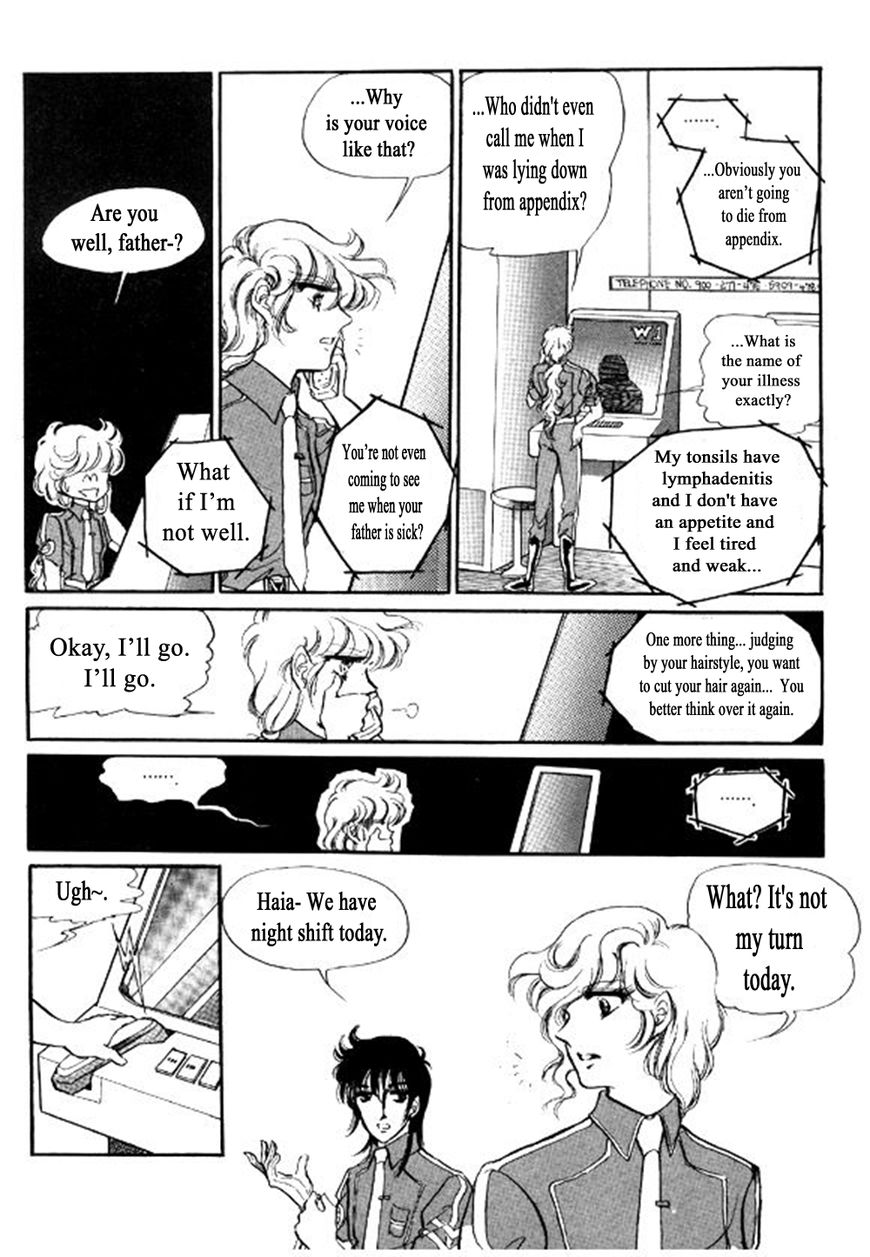 Are you
well, father-?
What
if I'm
not well.
...Why
is your voice
like that?
You're not even
coming to see
me when your
father is sick?
...Who didn't even
call me when I
was lying down
from appendix?
.......
...Obviously you
aren't going
to die from
appendix.
W1
...What is
the name of
your illness
exactly?
My tonsils have
lymphadenitis
and I don't have
an appetite and
I feel tired
and weak...
Okay, I'll go.
I'll go.
One more thing... judging
by your hairstyle, you want
to cut your hair again... You
better think over it again.
.......
.......
Ugh~.
Haia- We have
night shift today.
What? It's not
my turn
today.